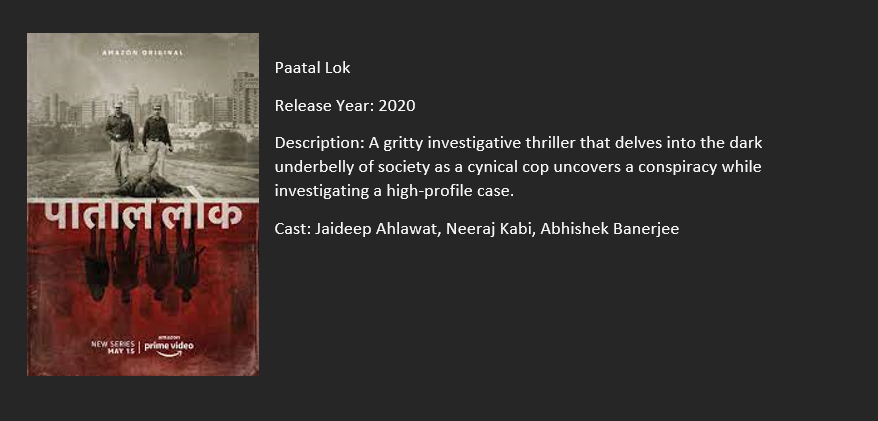 AMAZON ORIGINAL
पाताल लोक
NEW SERIES
MAY 15
amazon
prime video
Paatal Lok
Release Year: 2020
Description: A gritty investigative thriller that delves into the dark
underbelly of society as a cynical cop uncovers a conspiracy while
investigating a high-profile case.
Cast: Jaideep Ahlawat, Neeraj Kabi, Abhishek Banerjee